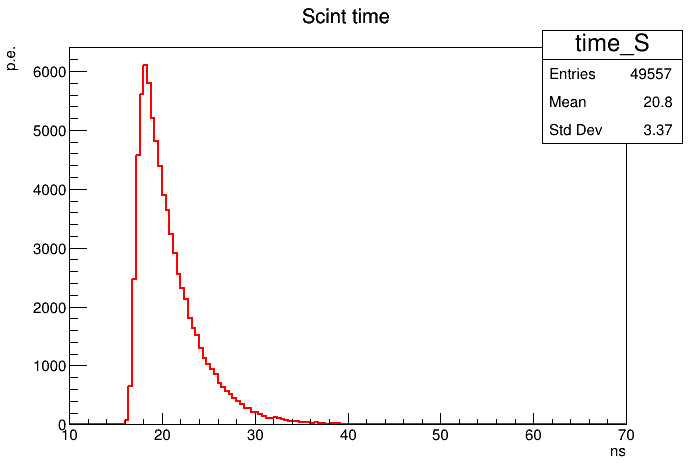 Scint time
time_S
Entries 49557
Mean 20.8
Std Dev 3.37
p.e.
6000
5000
4000
3000
2000
1000
0
10 20 30 40 50 60 70
ns